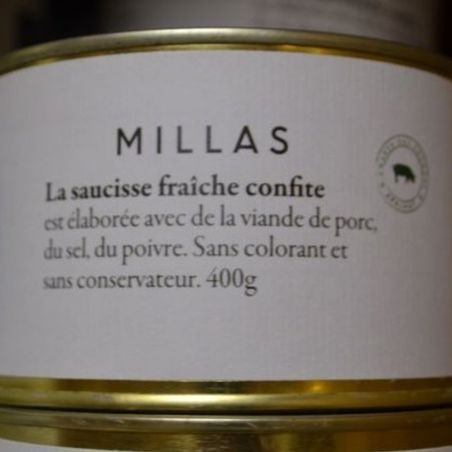 MILLAS
La saucisse fraîche confite
est élaborée avec de la viande de porc,
du sel, du poivre. Sans colorant et
sans conservateur. 400g